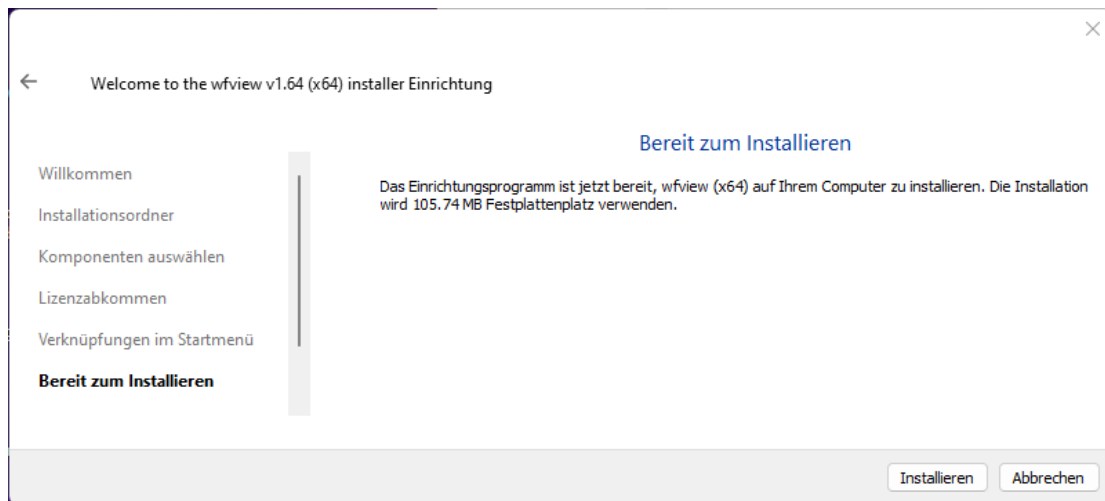 Welcome to the wfview v1.64 (x64) installer Einrichtung
Willkommen
Installationsordner
Komponenten auswählen
Lizenzabkommen
Verknüpfungen im Startmenü
Bereit zum Installieren
Bereit zum Installieren
Das Einrichtungsprogramm ist jetzt bereit, wfview (x64) auf Ihrem Computer zu installieren. Die Installation
wird 105.74 MB Festplattenplatz verwenden.
Installieren
Abbrechen